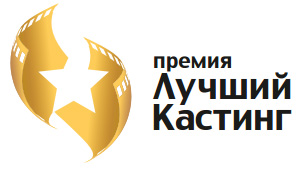 премия
Лучший
Кастинг